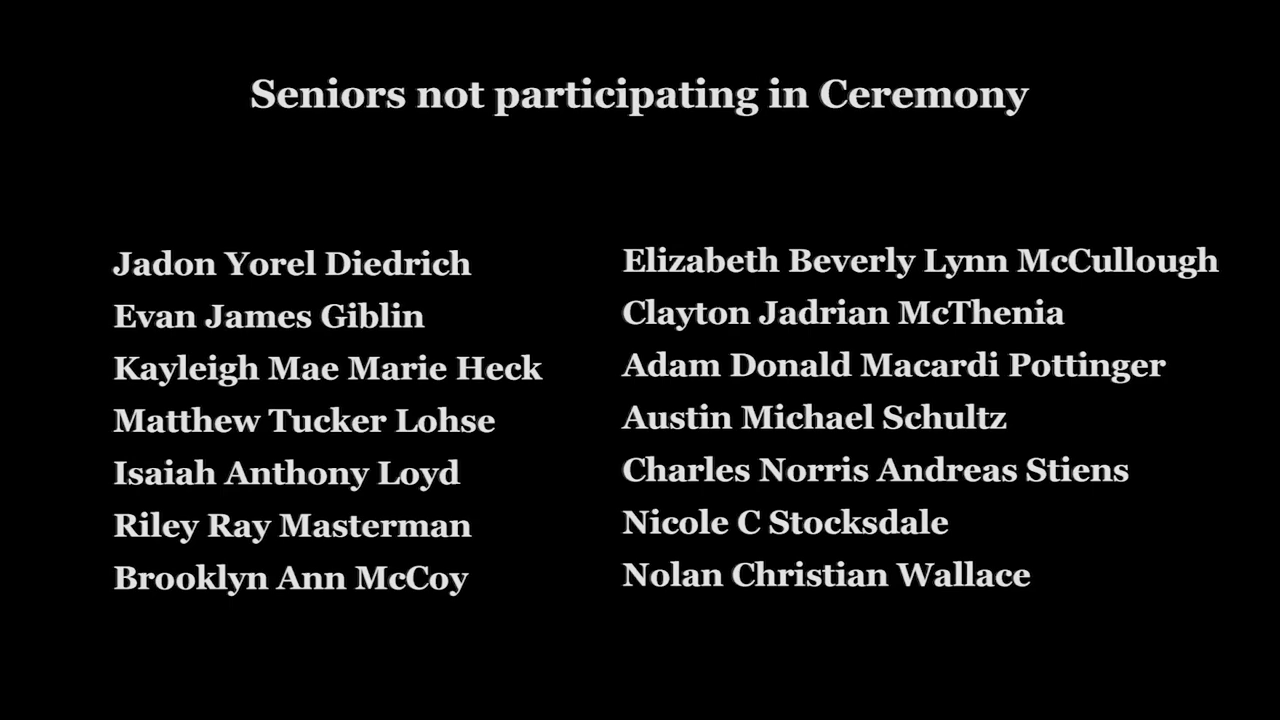 Seniors not participating in Ceremony
Jadon Yorel Diedrich
Evan James Giblin
Kayleigh Mae Marie Heck
Matthew Tucker Lohse
Isaiah Anthony Loyd
Riley Ray Masterman
Brooklyn Ann McCoy
Elizabeth Beverly Lynn McCullough
Clayton Jadrian McThenia
Adam Donald Macardi Pottinger
Austin Michael Schultz
Charles Norris Andreas Stiens
Nicole C Stocksdale
Nolan Christian Wallace